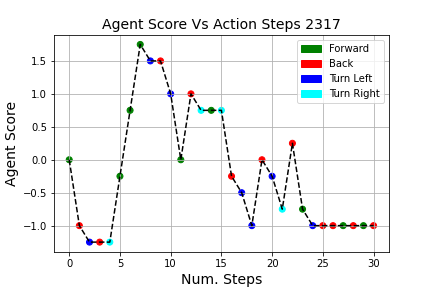 Agent Score Vs Action Steps 2317
Forward
Back
Turn Left
Turn Right
1.5
1.0
0.5
0.0
−0.5
−1.0
Agent Score
0 5 10 15 20 25 30
Num. Steps